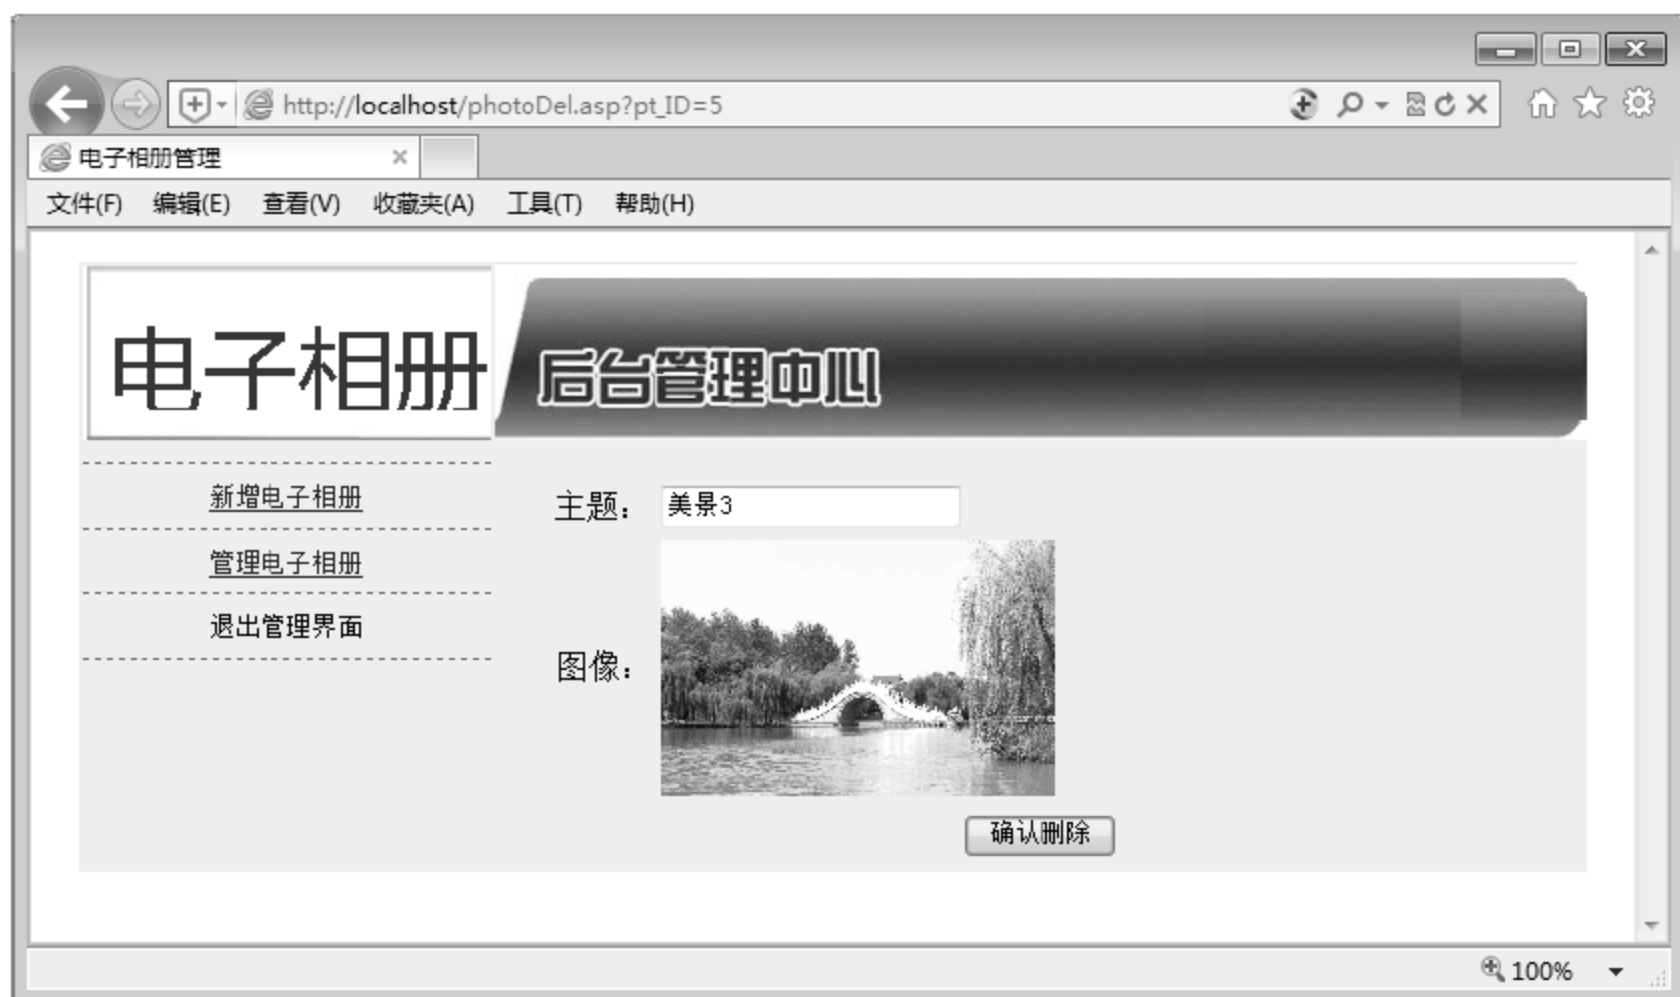 http://localhost/photoDel.asp?pt_ID=5
电子相册管理
文件(F) 编辑(E) 查看(V) 收藏夹(A) 工具(T) 帮助(H)
电子相册
后台管理中心
新增电子相册
管理电子相册
退出管理界面
主题：
美景3
图像：
确认删除
100%